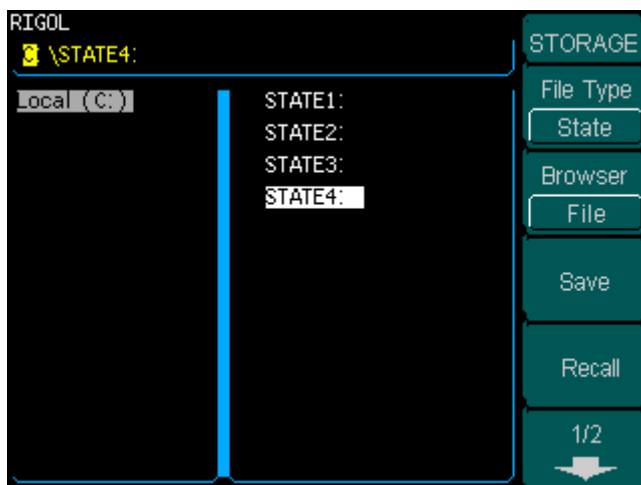 RIGOL
C \STATE4:
Local (C:)
STATE1:
STATE2:
STATE3:
STATE4:
STORAGE
File Type
State
Browser
File
Save
Recall
1/2